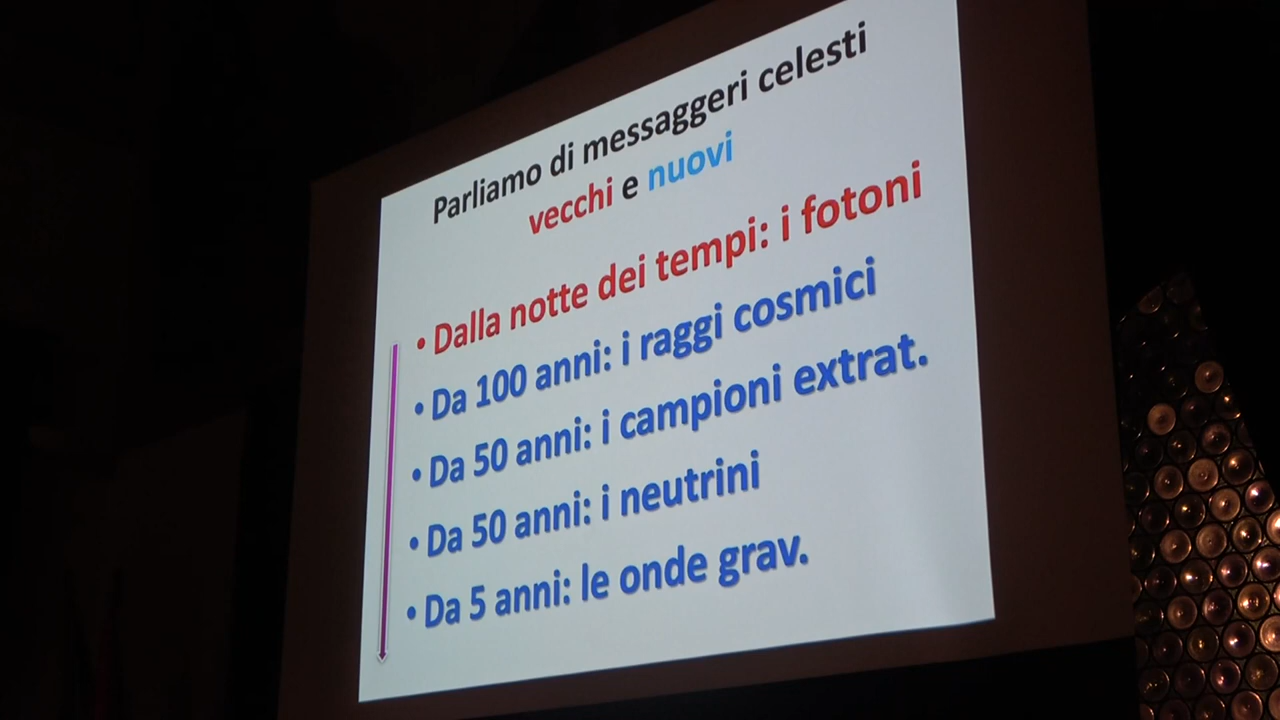 Parliamo di messaggeri celesti
vecchi e nuovi
• Dalla notte dei tempi: i fotoni
• Da 100 anni: i raggi cosmici
• Da 50 anni: i campioni extrat.
• Da 50 anni: i neutrini
• Da 5 anni: le onde grav.